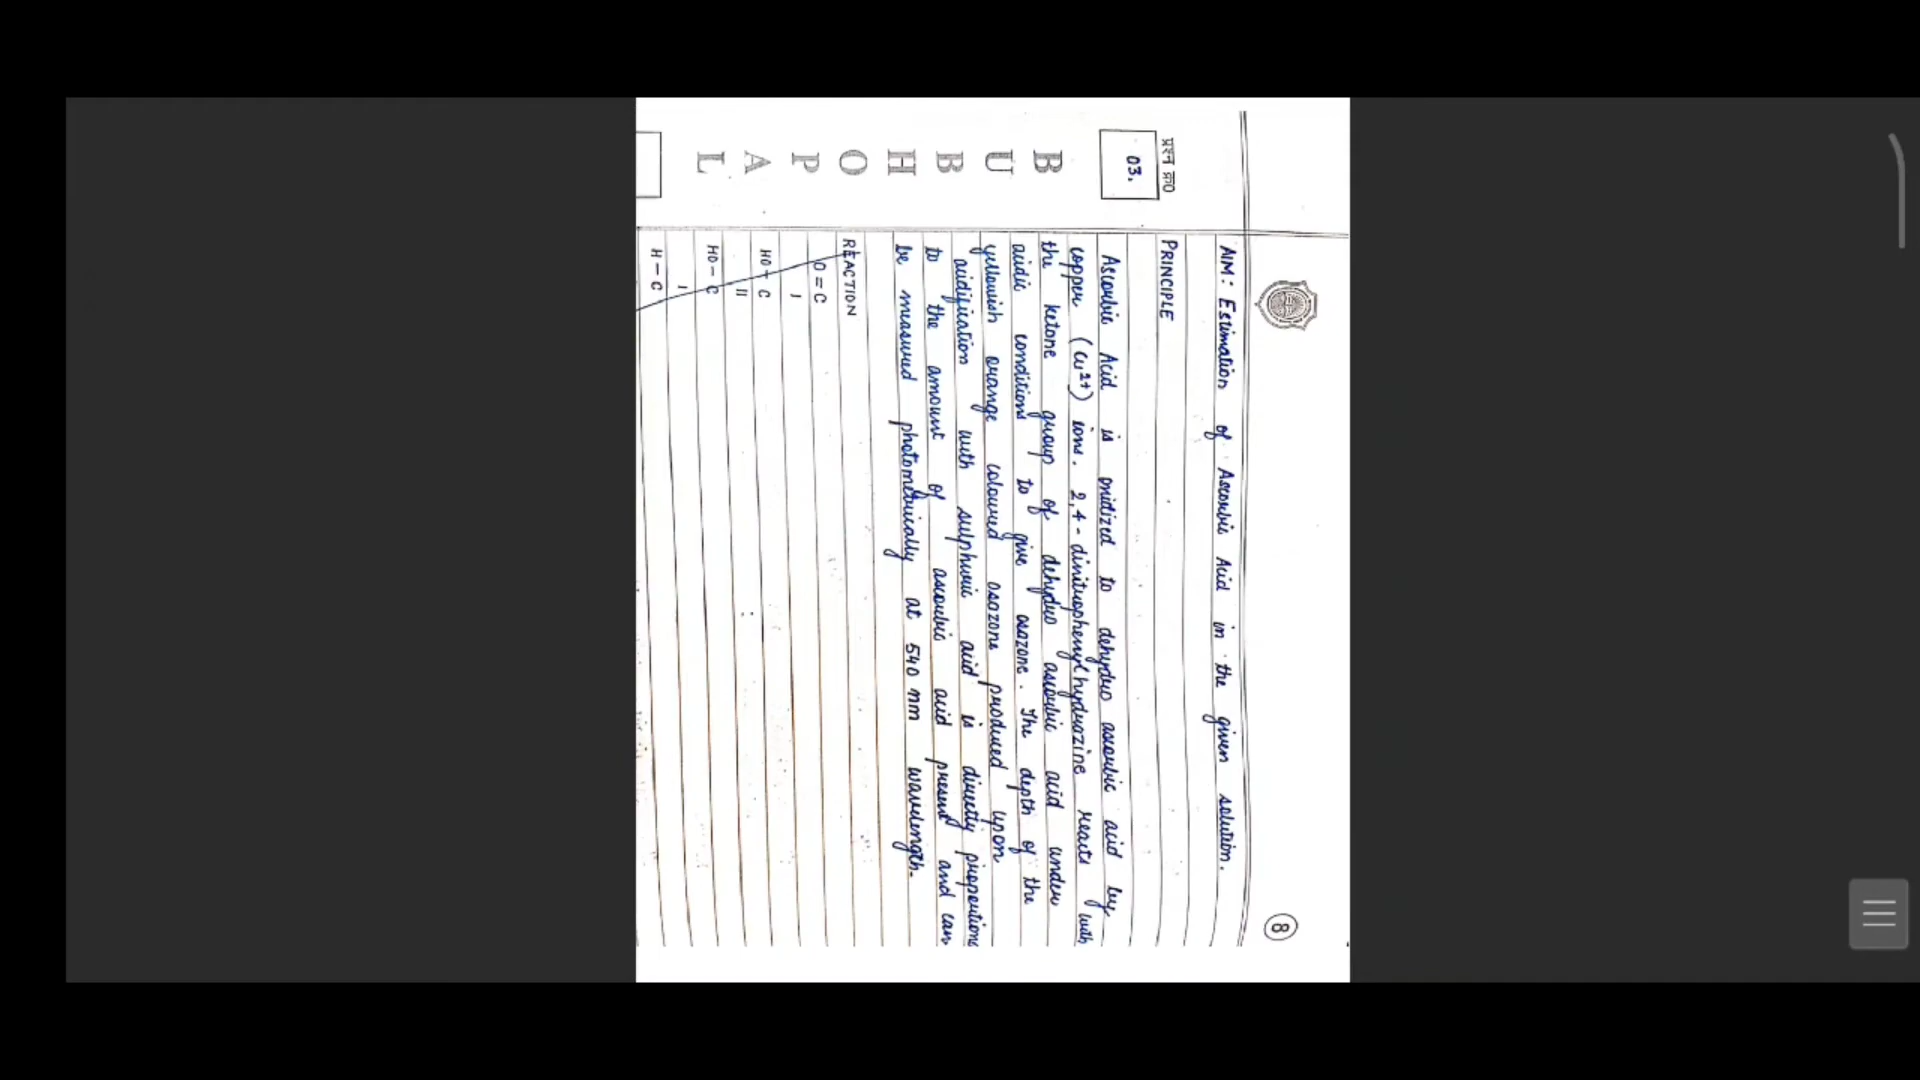 8
AIM: Estimation of Ascorbic Acid in the given solution.
प्रश्न क्र०
03.
PRINCIPLE
Ascorbic Acid is oxidized to dehydro ascorbic acid by
copper (Cu2+) ions. 2,4-dinitrophenylhydrazine reacts with
the ketone group of dehydro ascorbic acid under
acidic conditions to give osazone. The depth of the
yellowish orange coloured osazone produced upon
acidification with sulphuric acid is directly proportiona
to the amount of ascorbic acid present and can
be measured photometrically at 540 nm wavelength.
REACTION
O = C
|
HO - C
||
HO - C
|
H - C
B
U
B
H
O
P
A
L